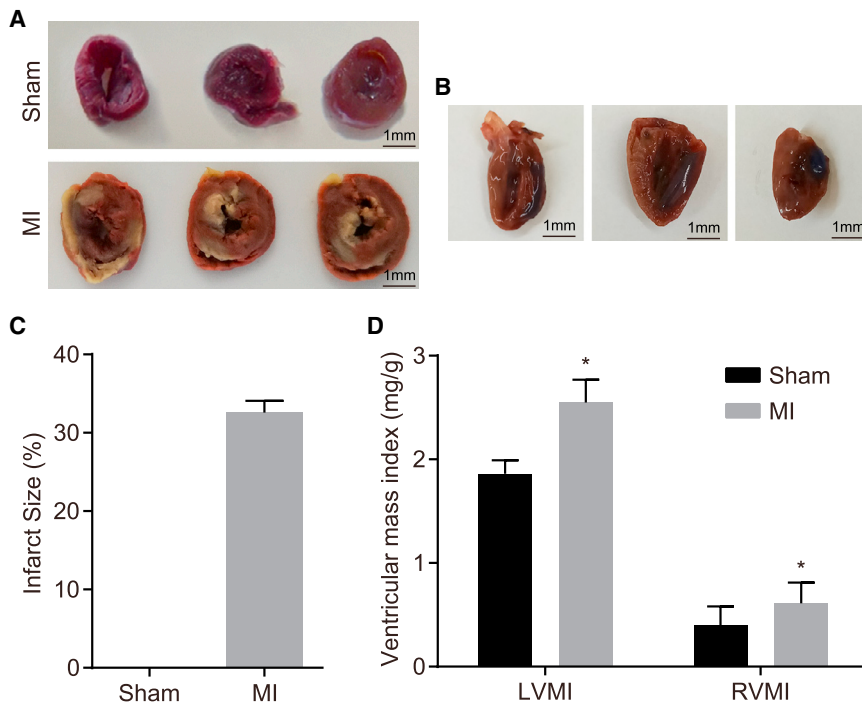 A
Sham
1mm
MI
1mm
B
1mm
1mm
1mm
C
Infarct Size (%)
40
30
20
10
0
Sham
MI
D
Ventricular mass index (mg/g)
3
2
1
0
*
*
Sham
MI
LVMI
RVMI